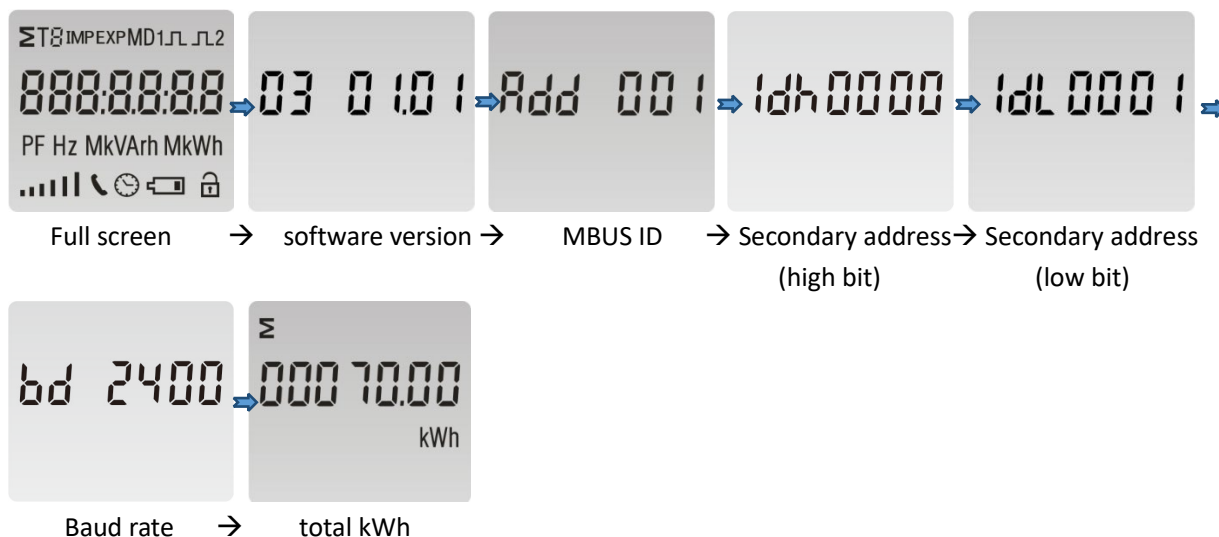 ΣT8IMPEXPMD1⎍ ⎍2
888:8.8:8.8
PF Hz MkVArh MkWh
03 01.01
Add 001
Idh0000
IdL0001
Full screen → software version → MBUS ID → Secondary address→ Secondary address
(high bit) (low bit)
bd 2400
Σ
00070.00
kWh
Baud rate → total kWh